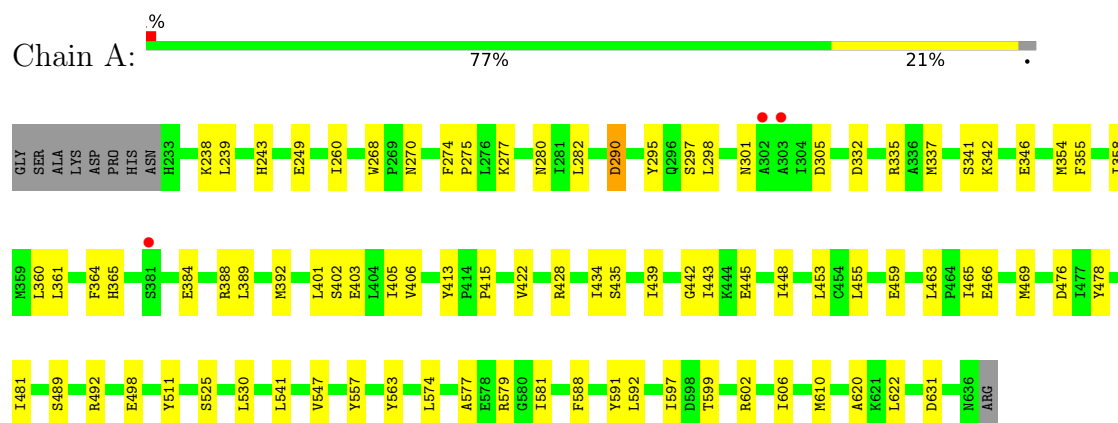 .%
Chain A:
77% 21% •
GLY SER ALA LYS ASP PRO HIS ASN H233 K238 L239 H243 E249 I260 W268 P269 N270 F274 P275 L276 K277 N280 I281 L282 D290 Y295 Q296 S297 L298 N301 A302 A303 I304 D305 D332 R335 A336 M337 S341 K342 E346 M354 F355 I358
M359 L360 L361 F364 H365 S381 E384 R388 L389 M392 L401 S402 E403 L404 I405 V406 Y413 P414 P415 V422 R428 I434 S435 I439 G442 I443 K444 E445 I448 L453 C454 L455 E459 L463 P464 I465 E466 M469 D476 I477 Y478
I481 S489 R492 E498 Y511 S525 L530 L541 V547 Y557 Y563 L574 A577 E578 R579 G580 I581 F588 Y591 L592 I597 D598 T599 R602 I606 M610 A620 K621 L622 D631 N636 ARG